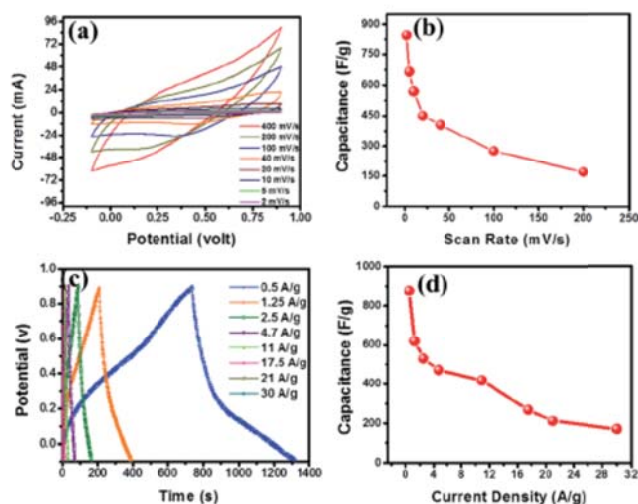 (a)
Current (mA)
96
72
48
24
0
-24
-48
-72
-96
400 mV/s
200 mV/s
100 mV/s
40 mV/s
20 mV/s
10 mV/s
5 mV/s
2 mV/s
-0.25 0.00 0.25 0.50 0.75 1.00
Potential (volt)
(b)
Capacitance (F/g)
900
750
600
450
300
150
0
0 50 100 150 200 250
Scan Rate (mV/s)
c)
Potential (v)
1.0
0.8
0.6
0.4
0.2
0.0
0.5 A/g
1.25 A/g
2.5 A/g
4.7 A/g
11 A/g
17.5 A/g
21 A/g
30 A/g
0 200 400 600 800 1000 1200 1400
Time (s)
(d)
Capacitance (F/g)
1000
800
600
400
200
0
0 4 8 12 16 20 24 28 32
Current Density (A/g)